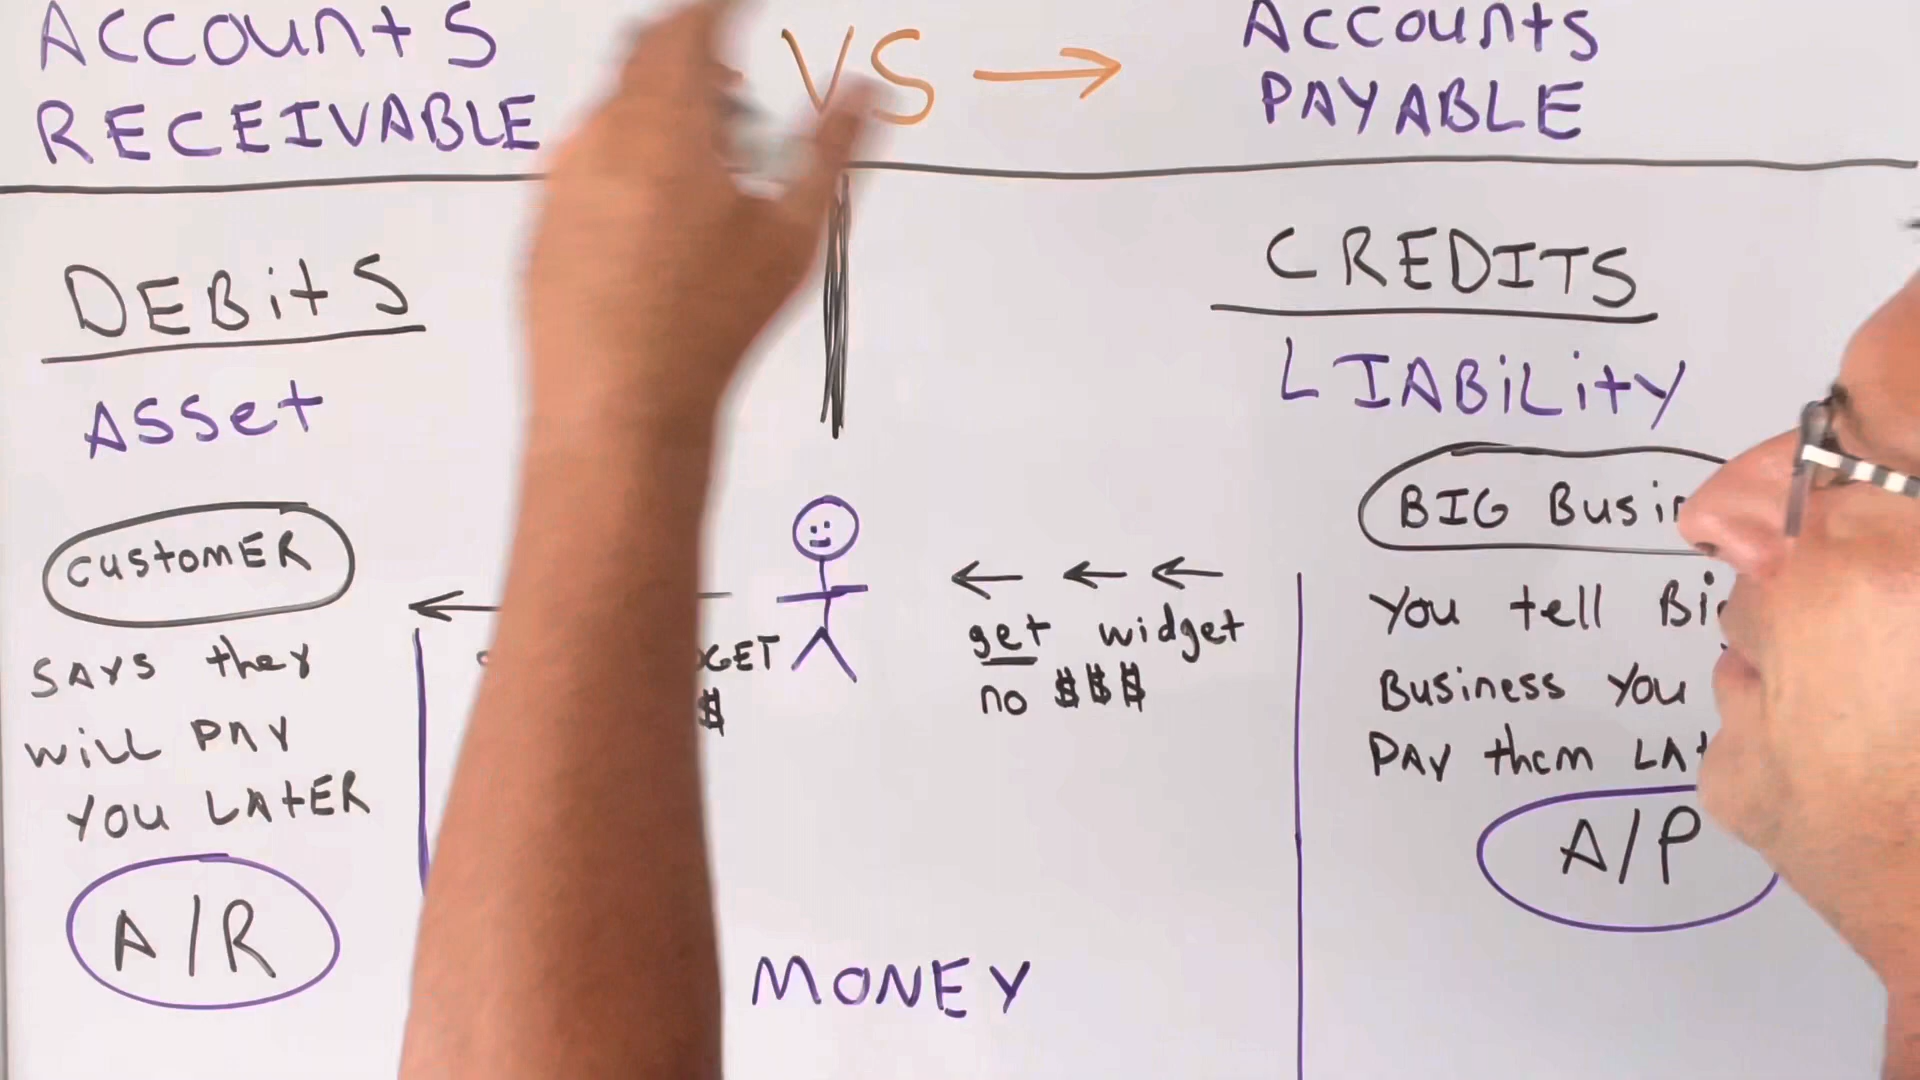 Accounts
RECEIVABLE
VS
Accounts
PAYABLE
DEBitS
ASSet
customER
SAYS they
WiLL PAY
YOU LATER
A/R
$
get widget
no $$$
MONEY
CREDITS
LIABiLity
BIG
You tell
Business You
PAY them
A/P